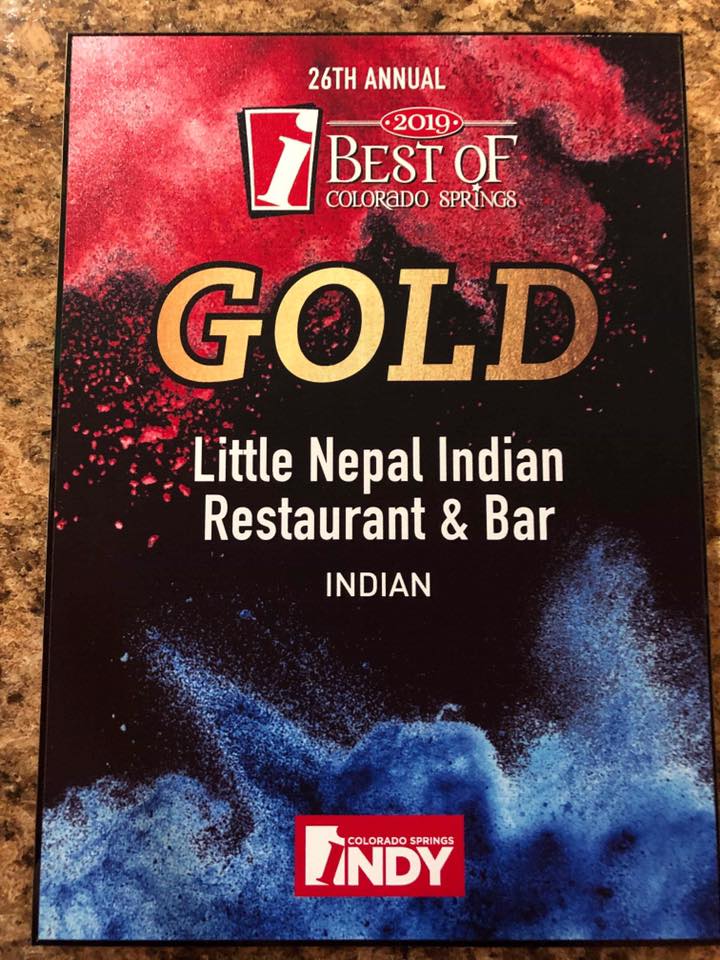 26TH ANNUAL
i
·2019·
BEST OF
COLORADO SPRINGS
GOLD
Little Nepal Indian
Restaurant & Bar
INDIAN
COLORADO SPRINGS
INDY